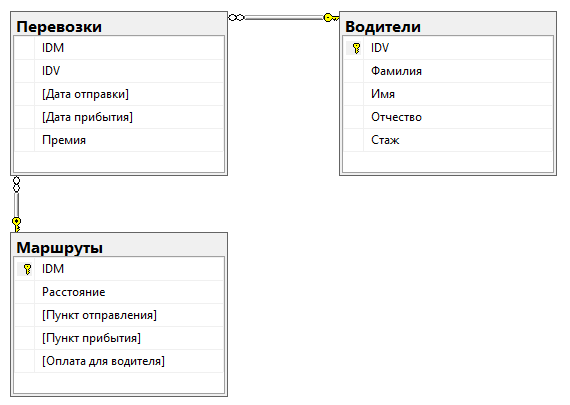 Перевозки
IDM
IDV
[Дата отправки]
[Дата прибытия]
Премия
Водители
IDV
Фамилия
Имя
Отчество
Стаж
Маршруты
IDM
Расстояние
[Пункт отправления]
[Пункт прибытия]
[Оплата для водителя]